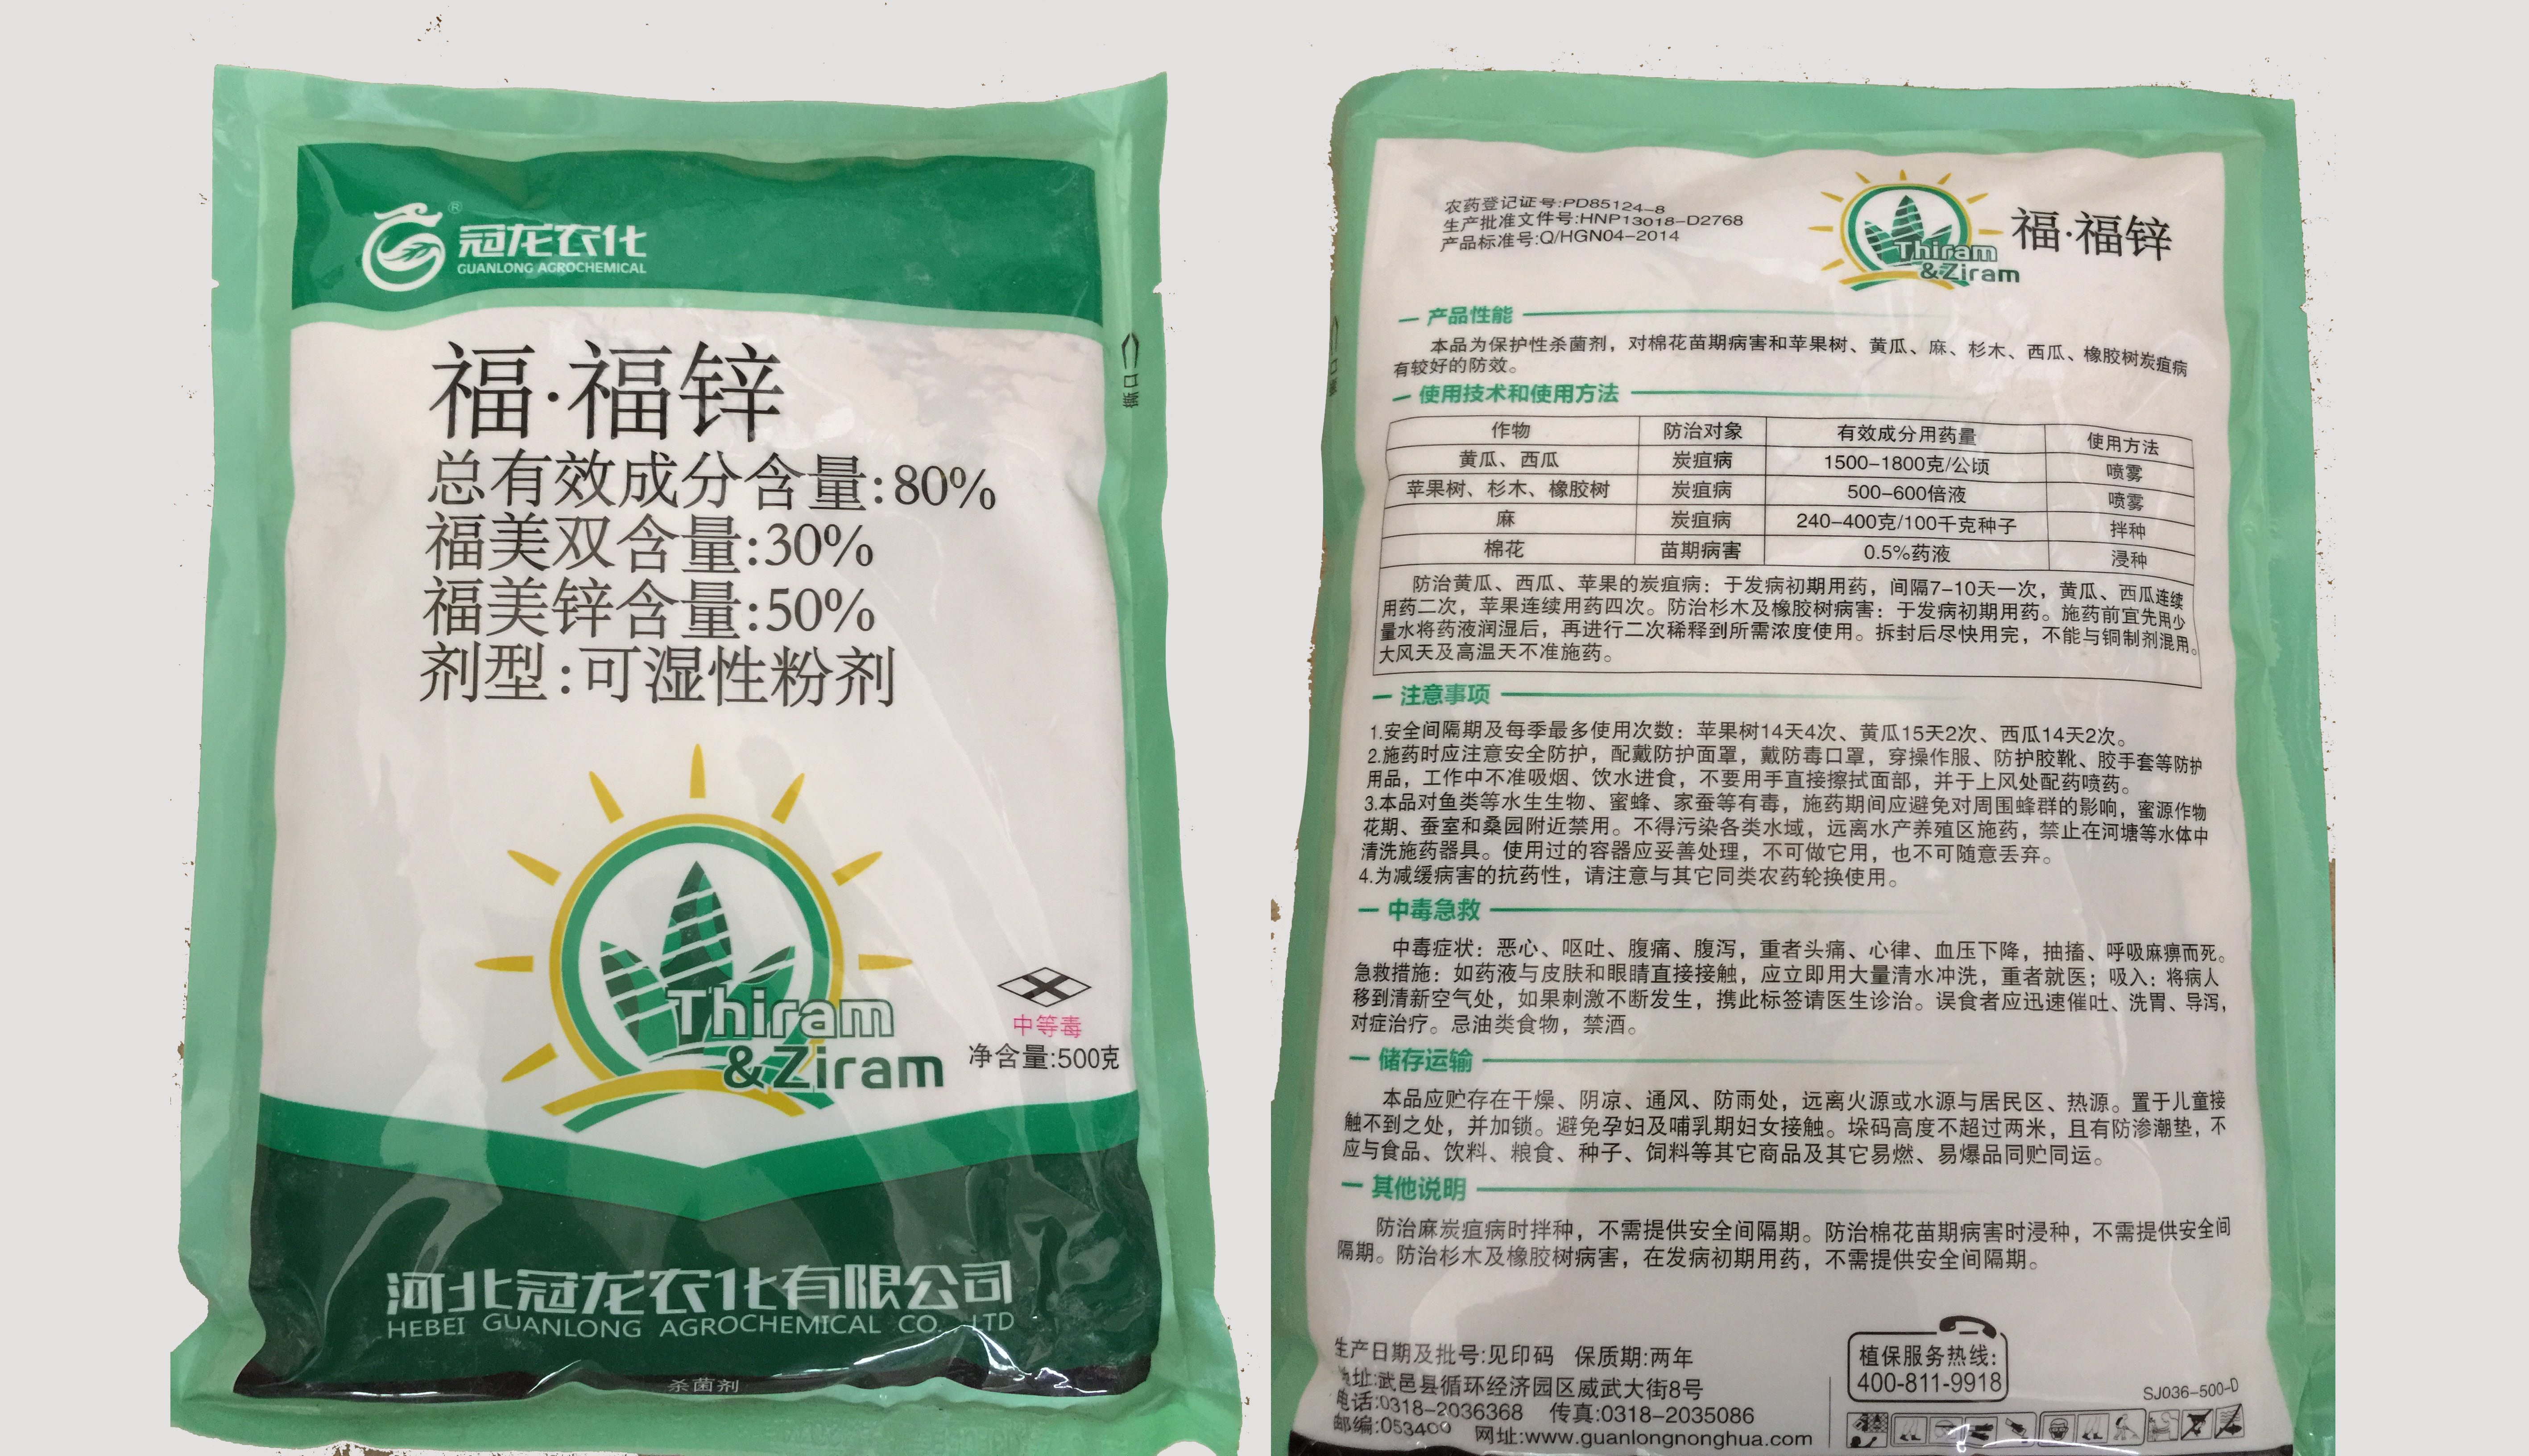 冠龙农化®
GUANLONG AGROCHEMICAL
福·福锌
总有效成分含量:80%
福美双含量:30%
福美锌含量:50%
剂型:可湿性粉剂
撕口
Thiram
&Ziram
中等毒
净含量:500克
河北冠龙农化有限公司
HEBEI GUANLONG AGROCHEMICAL CO. LTD
杀菌剂
农药登记证号:PD85124-8
生产批准文件号:HNP13018-D2768
产品标准号:Q/HGN04-2014
Thiram
&Ziram
福·福锌
产品性能
本品为保护性杀菌剂，对棉花苗期病害和苹果树、黄瓜、麻、杉木、西瓜、橡胶树炭疽病
有较好的防效。
使用技术和使用方法
作物 防治对象 有效成分用药量 使用方法
黄瓜、西瓜 炭疽病 1500-1800克/公顷 喷雾
苹果树、杉木、橡胶树 炭疽病 500-600倍液 喷雾
麻 炭疽病 240-400克/100千克种子 拌种
棉花 苗期病害 0.5%药液 浸种
防治黄瓜、西瓜、苹果的炭疽病：于发病初期用药，间隔7-10天一次，黄瓜、西瓜连续
用药二次，苹果连续用药四次。防治杉木及橡胶树病害：于发病初期用药。施药前宜先用少
量水将药液润湿后，再进行二次稀释到所需浓度使用。拆封后尽快用完，不能与铜制剂混用。
大风天及高温天不准施药。
注意事项
1.安全间隔期及每季最多使用次数：苹果树14天4次、黄瓜15天2次、西瓜14天2次。
2.施药时应注意安全防护，配戴防护面罩，戴防毒口罩，穿操作服、防护胶靴、胶手套等防护
用品，工作中不准吸烟、饮水进食，不要用手直接擦拭面部，并于上风处配药喷药。
3.本品对鱼类等水生生物、蜜蜂、家蚕等有毒，施药期间应避免对周围蜂群的影响，蜜源作物
花期、蚕室和桑园附近禁用。不得污染各类水域，远离水产养殖区施药，禁止在河塘等水体中
清洗施药器具。使用过的容器应妥善处理，不可做它用，也不可随意丢弃。
4.为减缓病害的抗药性，请注意与其它同类农药轮换使用。
中毒急救
中毒症状：恶心、呕吐、腹痛、腹泻，重者头痛、心律、血压下降，抽搐、呼吸麻痹而死。
急救措施：如药液与皮肤和眼睛直接接触，应立即用大量清水冲洗，重者就医；吸入：将病人
移到清新空气处，如果刺激不断发生，携此标签请医生诊治。误食者应迅速催吐、洗胃、导泻，
对症治疗。忌油类食物，禁酒。
储存运输
本品应贮存在干燥、阴凉、通风、防雨处，远离火源或水源与居民区、热源。置于儿童接
触不到之处，并加锁。避免孕妇及哺乳期妇女接触。垛码高度不超过两米，且有防渗潮垫，不
应与食品、饮料、粮食、种子、饲料等其它商品及其它易燃、易爆品同贮同运。
其他说明
防治麻炭疽病时拌种，不需提供安全间隔期。防治棉花苗期病害时浸种，不需提供安全间
隔期。防治杉木及橡胶树病害，在发病初期用药，不需提供安全间隔期。
生产日期及批号:见印码 保质期:两年
地址:武邑县循环经济园区威武大街8号
电话:0318-2036368 传真:0318-2035086
邮编:053400 网址:www.guanlongnonghua.com
植保服务热线:
400-811-9918
SJ036-500-D